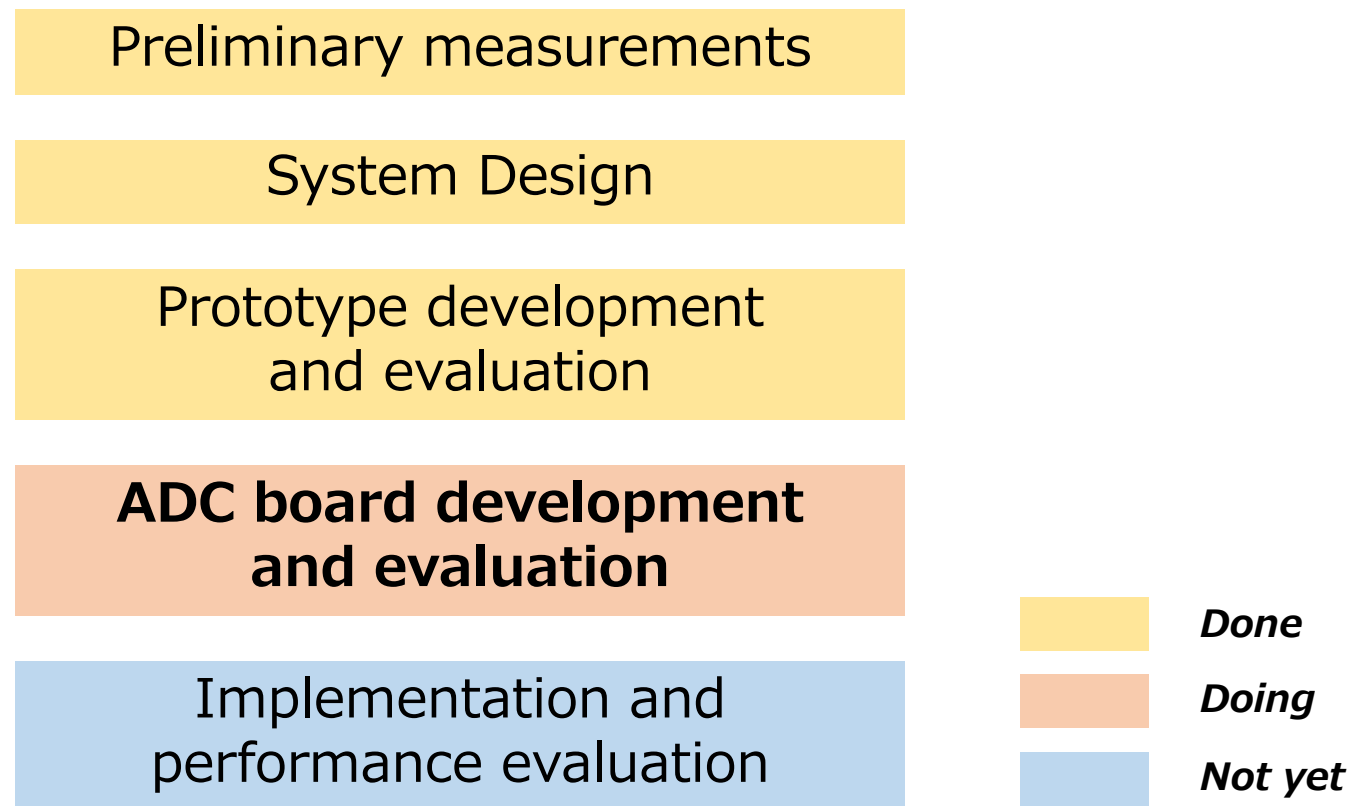 Preliminary measurements
System Design
Prototype development
and evaluation
ADC board development
and evaluation
Implementation and
performance evaluation
Done
Doing
Not yet